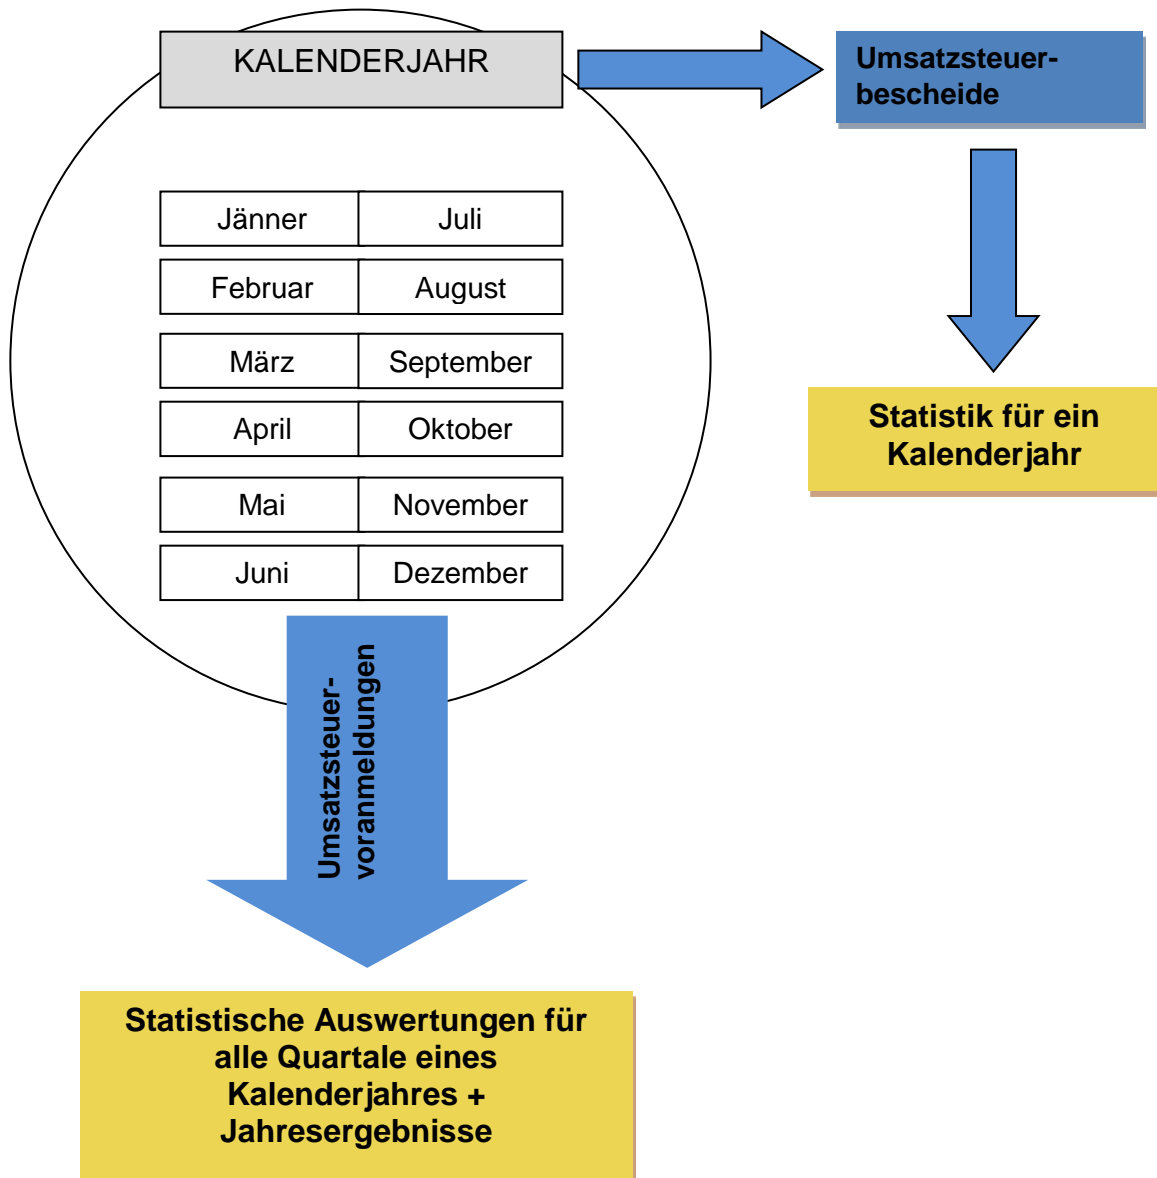 KALENDERJAHR
Umsatzsteuer-
bescheide
Jänner
Juli
Februar
August
März
September
April
Oktober
Mai
November
Juni
Dezember
Statistik für ein
Kalenderjahr
Umsatzsteuer-
voranmeldungen
Statistische Auswertungen für
alle Quartale eines
Kalenderjahres +
Jahresergebnisse